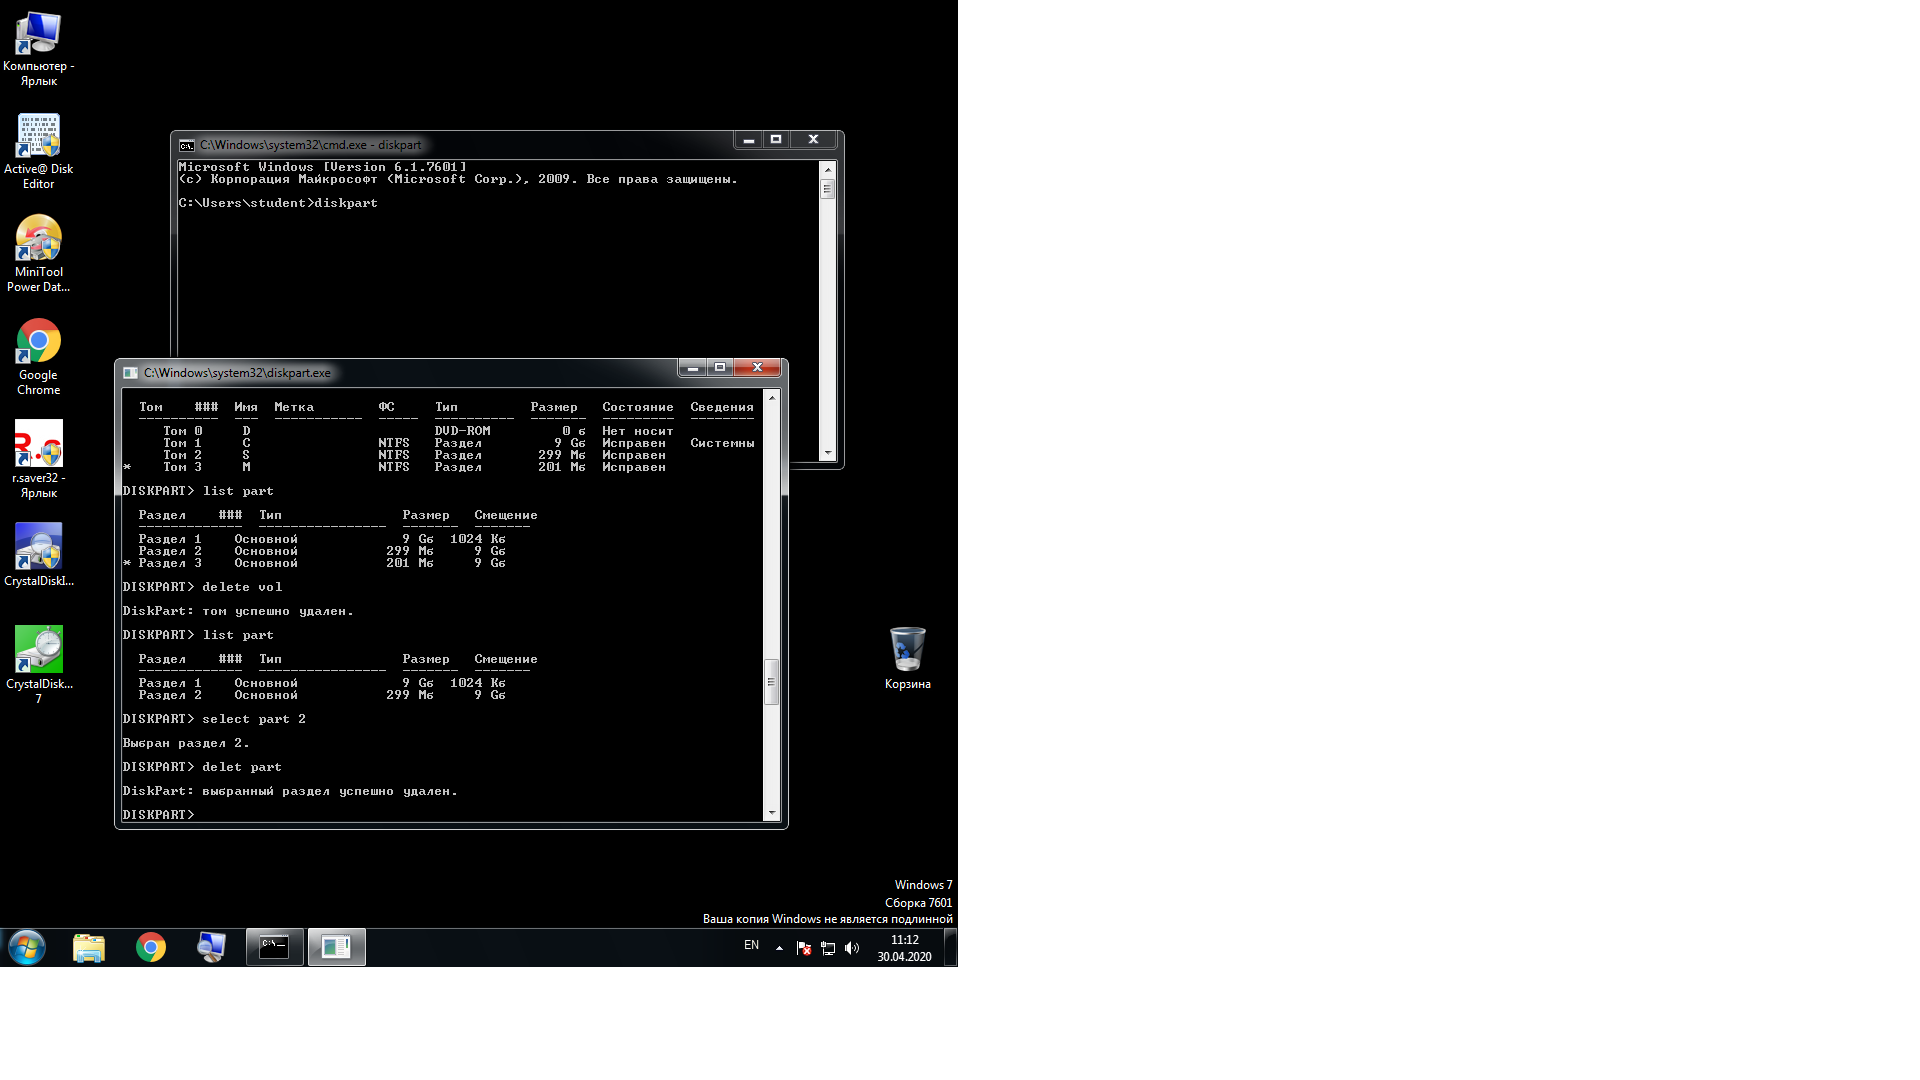 Компьютер -
Ярлык
Active@ Disk
Editor
MiniTool
Power Dat...
Google
Chrome
r.saver32 -
Ярлык
CrystalDiskI...
CrystalDisk...
7
C:\Windows\system32\cmd.exe - diskpart
Microsoft Windows [Version 6.1.7601]
(c) Корпорация Майкрософт (Microsoft Corp.), 2009. Все права защищены.
C:\Users\student>diskpart
C:\Windows\system32\diskpart.exe
Том ### Имя Метка ФС Тип Размер Состояние Сведения
---------- --- ----------- ----- ---------- ------- --------- --------
Том 0 D DVD-ROM 0 б Нет носит
Том 1 C NTFS Раздел 9 Gб Исправен Системны
Том 2 S NTFS Раздел 299 Mб Исправен
* Том 3 M NTFS Раздел 201 Mб Исправен
DISKPART> list part
Раздел ### Тип Размер Смещение
------------- ---------------- ------- -------
Раздел 1 Основной 9 Gб 1024 Kб
Раздел 2 Основной 299 Mб 9 Gб
* Раздел 3 Основной 201 Mб 9 Gб
DISKPART> delete vol
DiskPart: том успешно удален.
DISKPART> list part
Раздел ### Тип Размер Смещение
------------- ---------------- ------- -------
Раздел 1 Основной 9 Gб 1024 Kб
Раздел 2 Основной 299 Mб 9 Gб
DISKPART> select part 2
Выбран раздел 2.
DISKPART> delet part
DiskPart: выбранный раздел успешно удален.
DISKPART>
Корзина
Windows 7
Сборка 7601
Ваша копия Windows не является подлинной
EN
11:12
30.04.2020